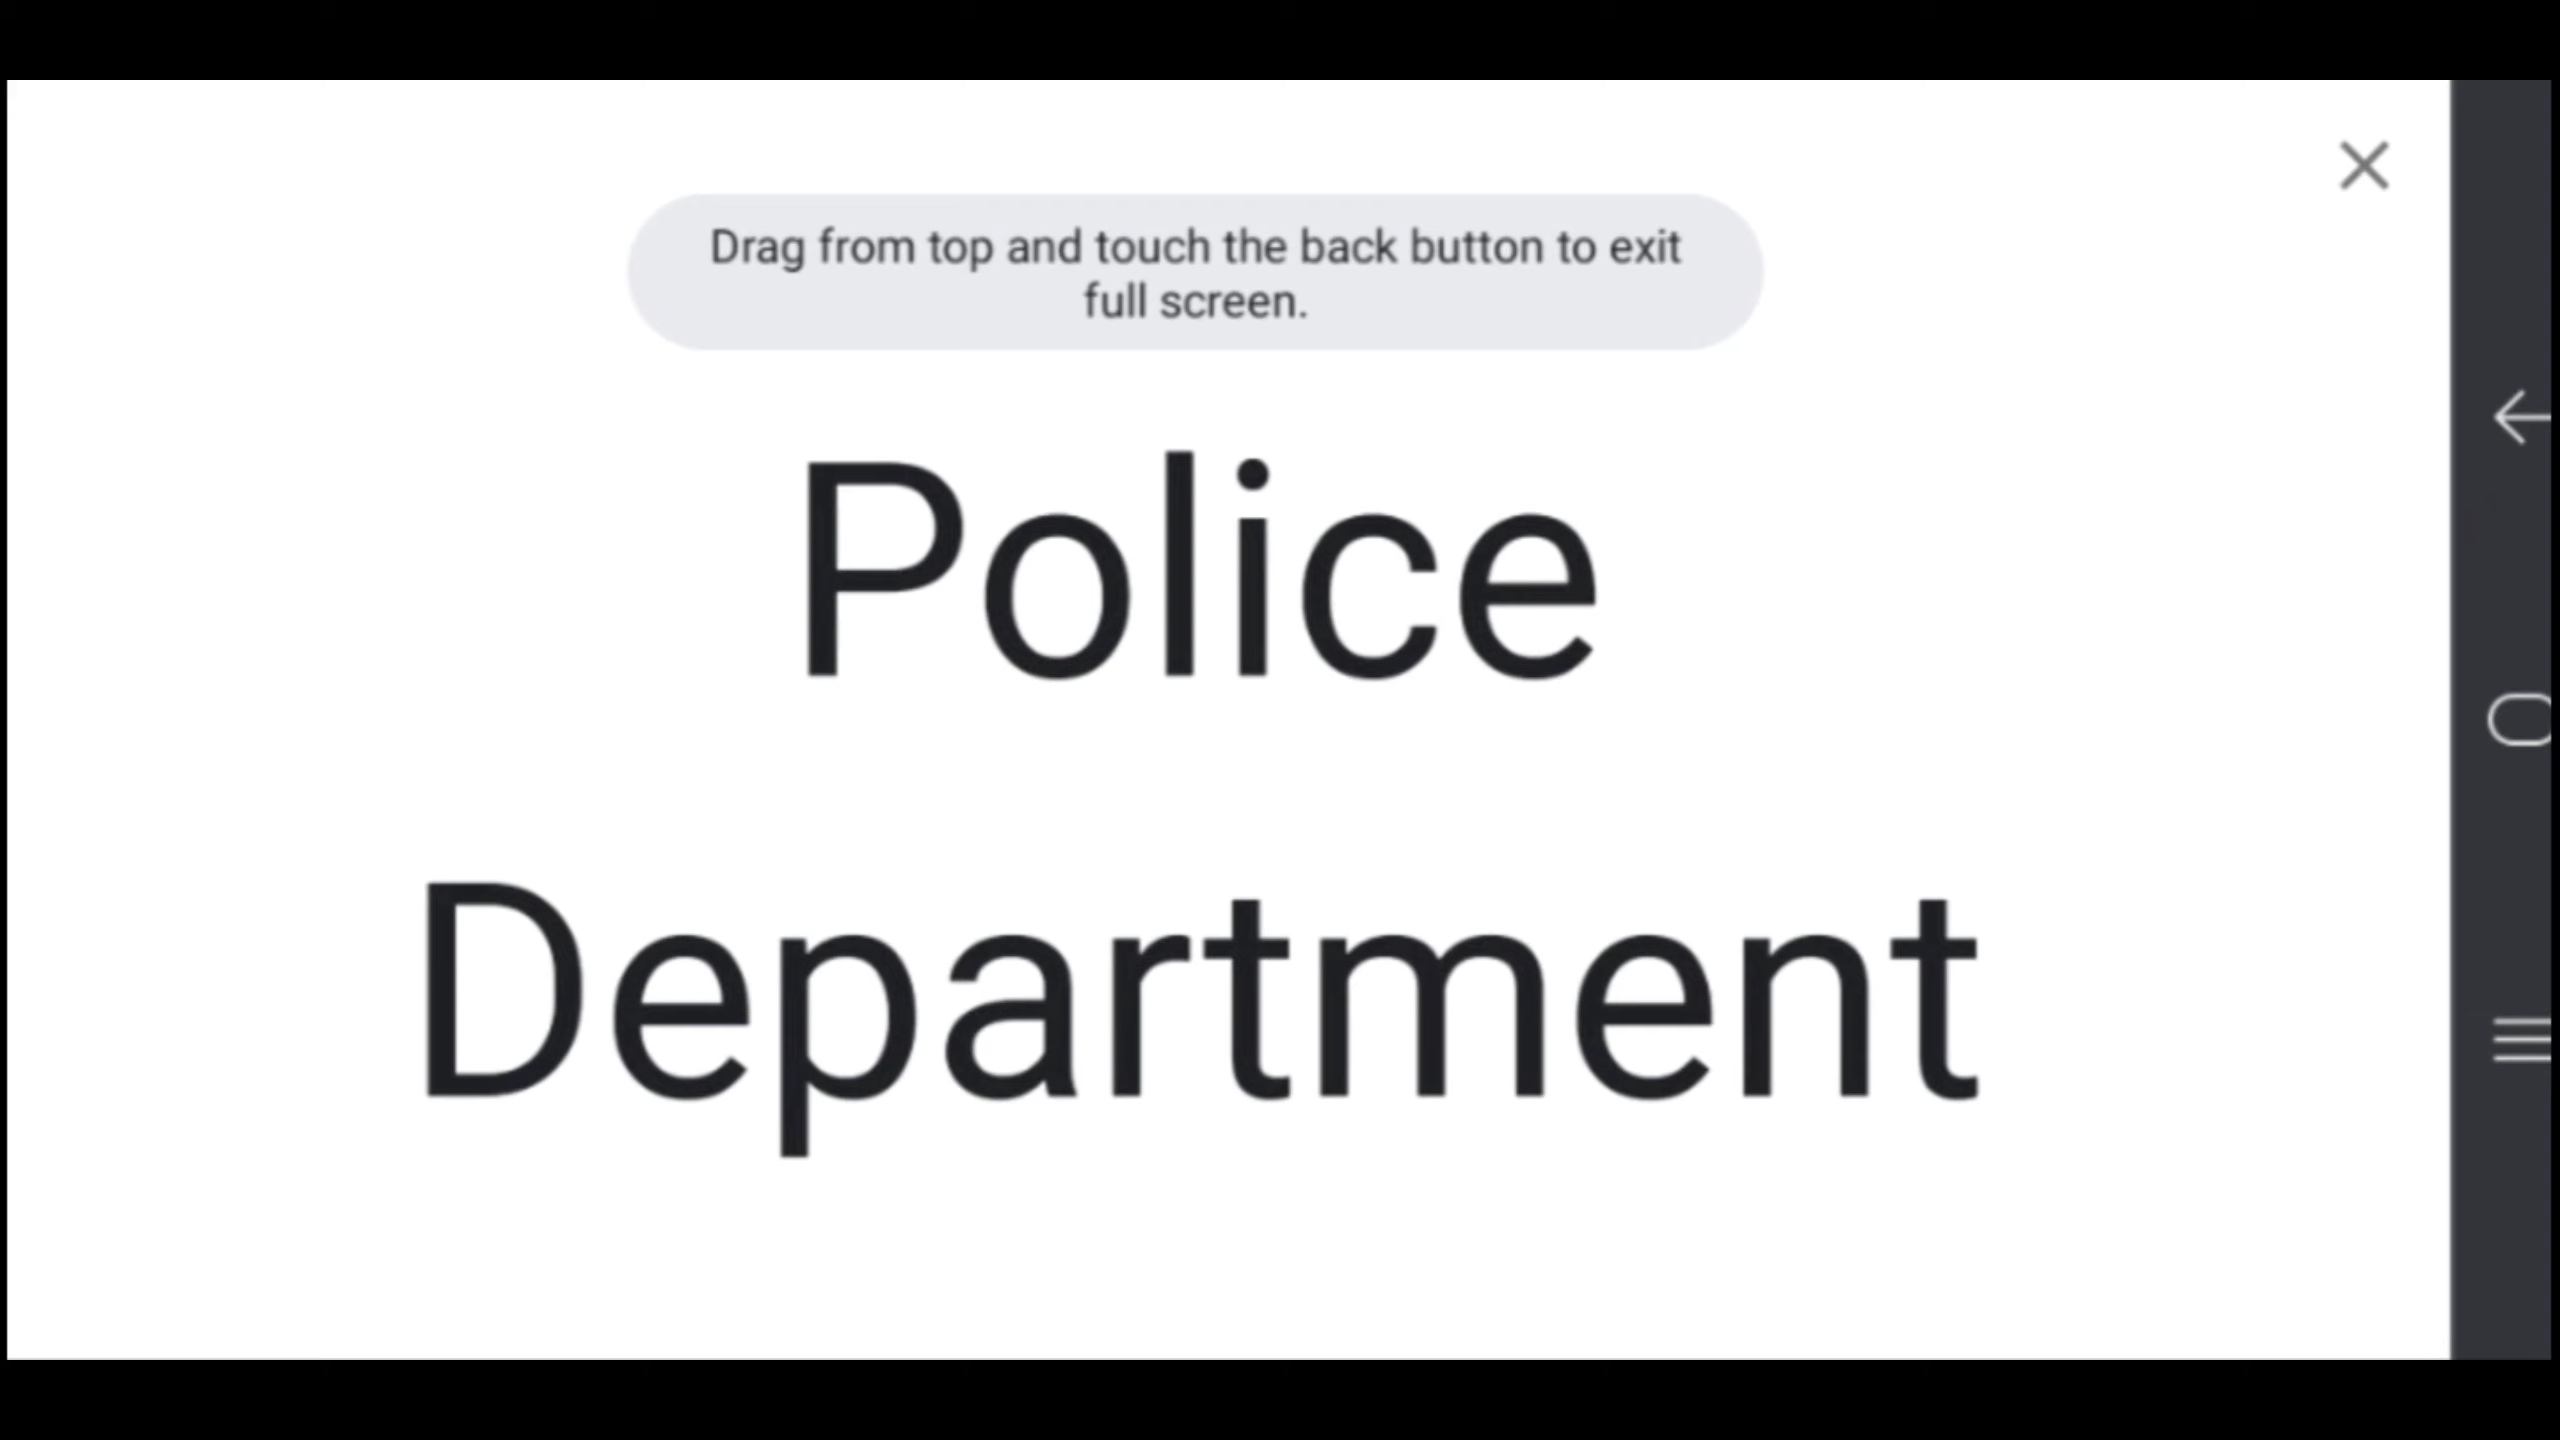 Drag from top and touch the back button to exit
full screen.
Police
Department